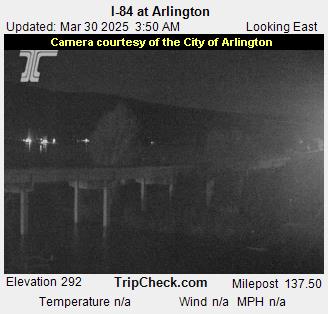 I-84 at Arlington
Updated: Mar 30 2025 3:50 AM Looking East
Camera courtesy of the City of Arlington
Elevation 292 TripCheck.com Milepost 137.50
Temperature n/a Wind n/a MPH n/a